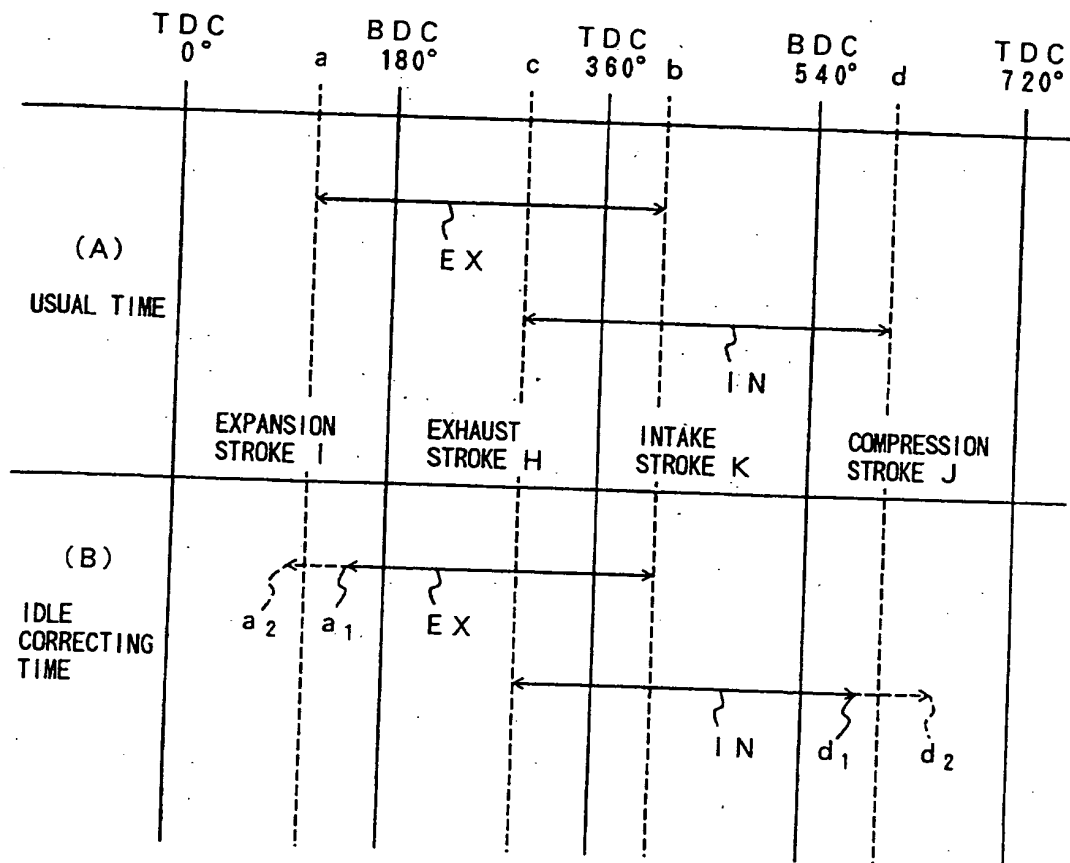 TDC
0°
a
BDC
180°
c
TDC
360°
b
BDC
540°
d
TDC
720°
(A)
USUAL TIME
EX
IN
EXPANSION
STROKE I
EXHAUST
STROKE H
INTAKE
STROKE K
COMPRESSION
STROKE J
(B)
IDLE
CORRECTING
TIME
a2
a1
EX
IN
d1
d2